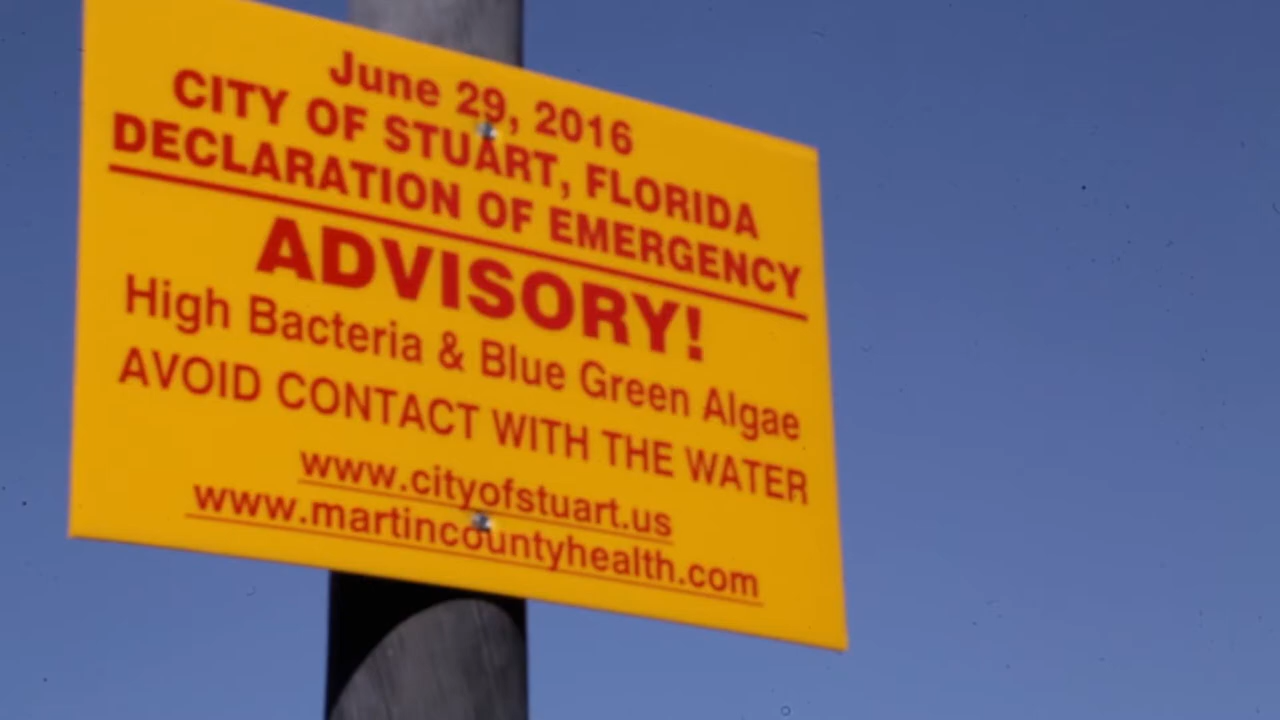 June 29, 2016
CITY OF STUART, FLORIDA
DECLARATION OF EMERGENCY
ADVISORY!
High Bacteria & Blue Green Algae
AVOID CONTACT WITH THE WATER
www.cityofstuart.us
www.martincountyhealth.com